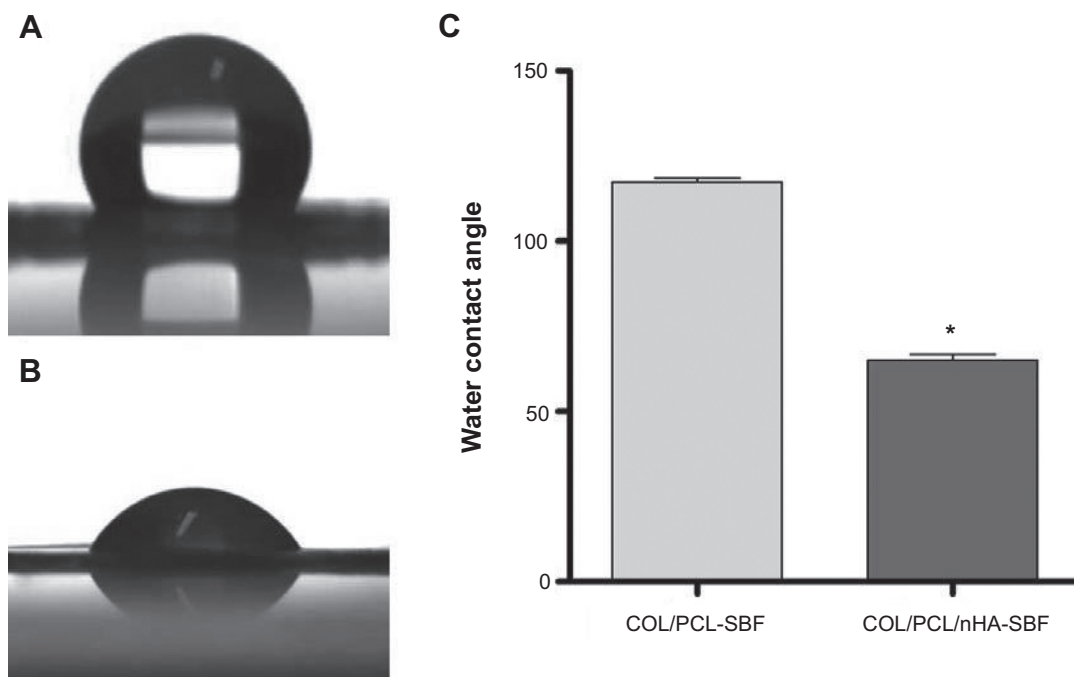 A
B
C
Water contact angle
150
100
50
0
*
COL/PCL-SBF
COL/PCL/nHA-SBF